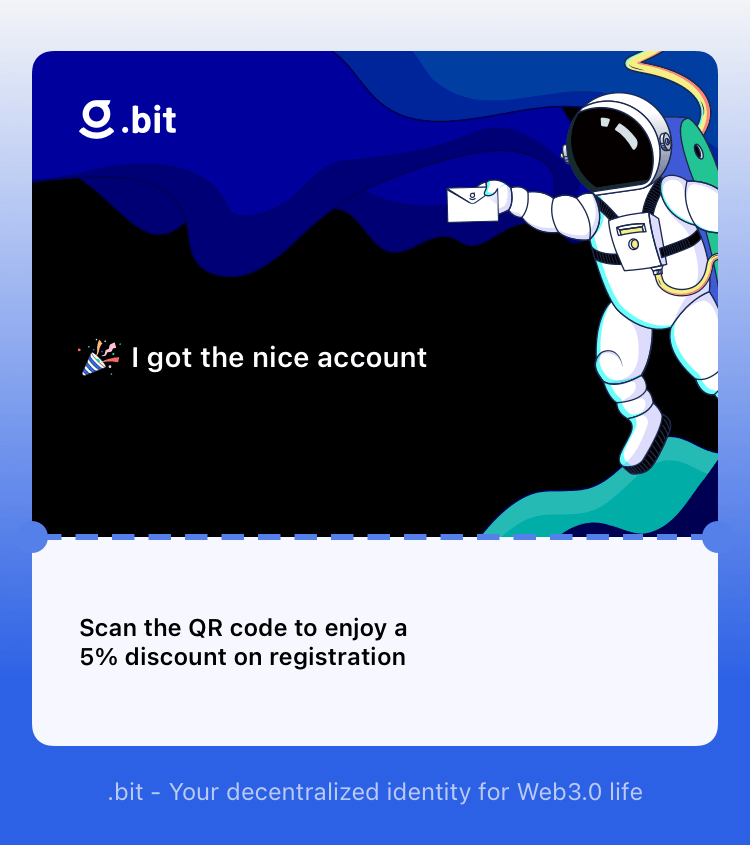 .bit
🎉 I got the nice account
Scan the QR code to enjoy a
5% discount on registration
.bit - Your decentralized identity for Web3.0 life